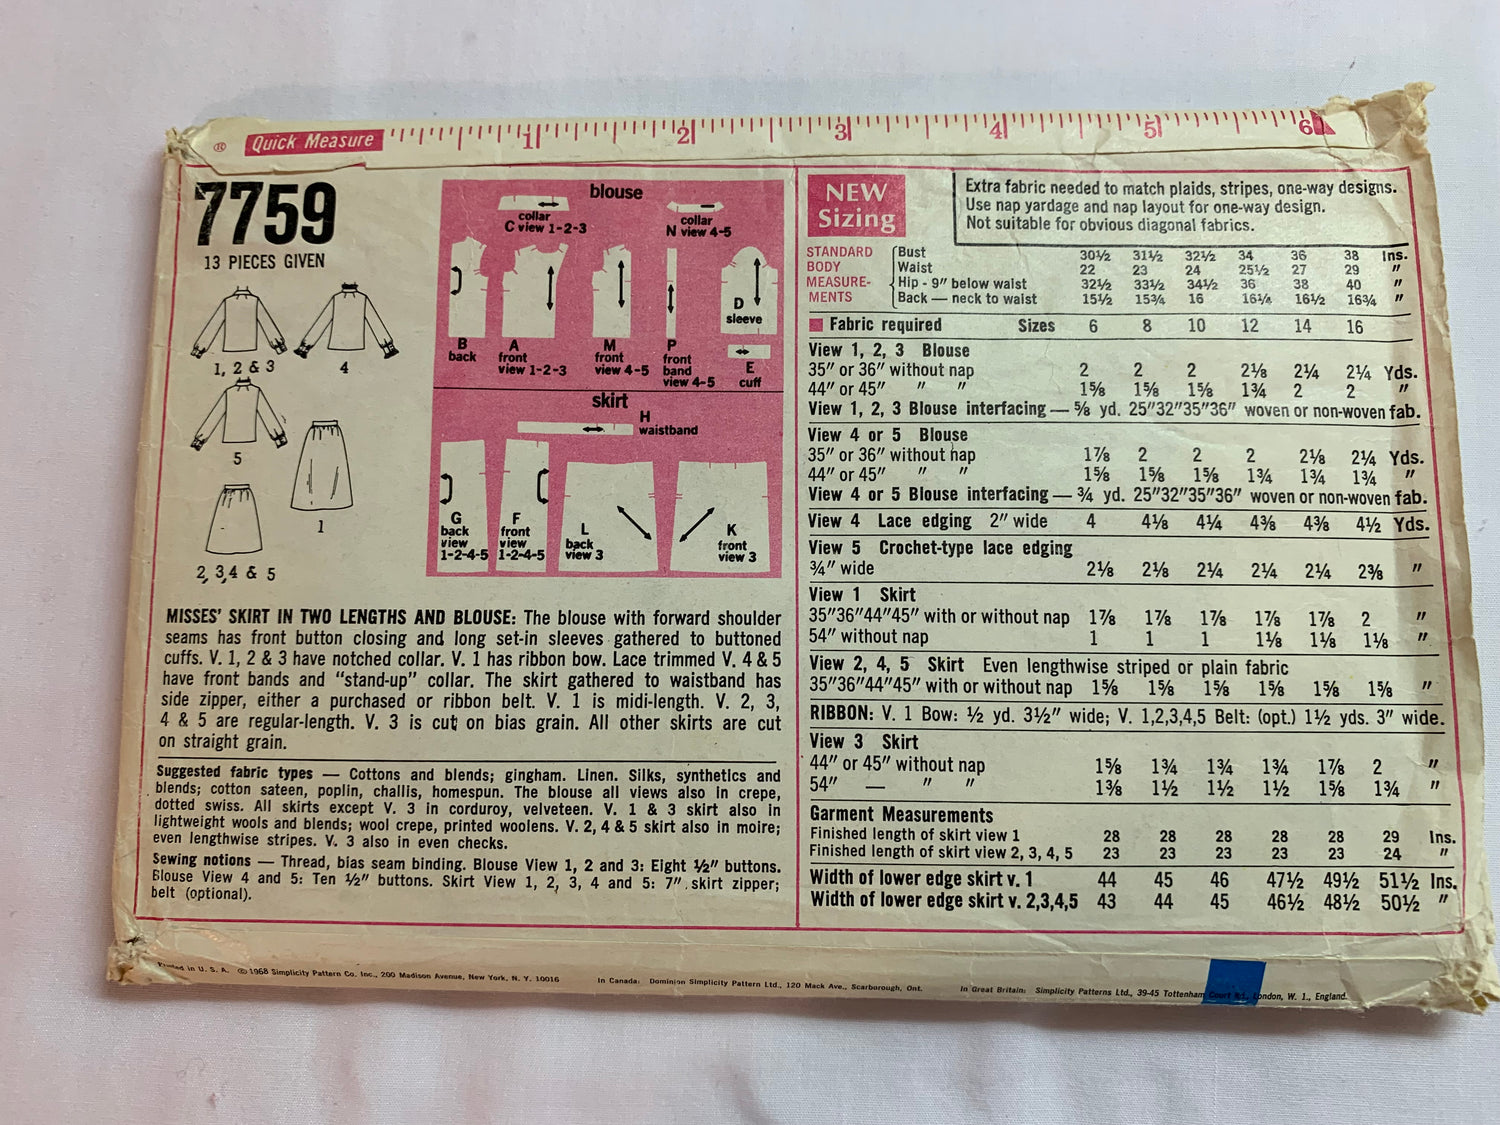 ® Quick Measure 1 2 3 4 5 6
7759
13 PIECES GIVEN
1, 2 & 3
4
5
1
2, 3,4 & 5
blouse
collar
C view 1-2-3
collar
N view 4-5
D
sleeve
B
back
A
front
view 1-2-3
M
front
view 4-5
P
front
band
view 4-5
E
cuff
skirt
H
waistband
G
back
view
1-2-4-5
F
front
view
1-2-4-5
L
back
view 3
K
front
view 3
MISSES' SKIRT IN TWO LENGTHS AND BLOUSE: The blouse with forward shoulder
seams has front button closing and long set-in sleeves gathered to buttoned
cuffs. V. 1, 2 & 3 have notched collar. V. 1 has ribbon bow. Lace trimmed V. 4 & 5
have front bands and "stand-up" collar. The skirt gathered to waistband has
side zipper, either a purchased or ribbon belt. V. 1 is midi-length. V. 2, 3,
4 & 5 are regular-length. V. 3 is cut on bias grain. All other skirts are cut
on straight grain.
Suggested fabric types — Cottons and blends; gingham. Linen. Silks, synthetics and
blends; cotton sateen, poplin, challis, homespun. The blouse all views also in crepe,
dotted swiss. All skirts except V. 3 in corduroy, velveteen. V. 1 & 3 skirt also in
lightweight wools and blends; wool crepe, printed woolens. V. 2, 4 & 5 skirt also in moire;
even lengthwise stripes. V. 3 also in even checks.
Sewing notions — Thread, bias seam binding. Blouse View 1, 2 and 3: Eight ½" buttons.
Blouse View 4 and 5: Ten ½" buttons. Skirt View 1, 2, 3, 4 and 5: 7" skirt zipper;
belt (optional).
NEW
Sizing
Extra fabric needed to match plaids, stripes, one-way designs.
Use nap yardage and nap layout for one-way design.
Not suitable for obvious diagonal fabrics.
STANDARD
BODY
MEASURE-
MENTS
Bust 30½ 31½ 32½ 34 36 38 Ins.
Waist 22 23 24 25½ 27 29 "
Hip - 9" below waist 32½ 33½ 34½ 36 38 40 "
Back — neck to waist 15½ 15¾ 16 16¼ 16½ 16¾ "
Fabric required Sizes 6 8 10 12 14 16
View 1, 2, 3 Blouse
35" or 36" without nap 2 2 2 2⅛ 2¼ 2¼ Yds.
44" or 45" " " 1⅝ 1⅝ 1⅝ 1¾ 2 2 "
View 1, 2, 3 Blouse interfacing — ⅝ yd. 25"32"35"36" woven or non-woven fab.
View 4 or 5 Blouse
35" or 36" without nap 1⅞ 2 2 2 2⅛ 2¼ Yds.
44" or 45" " " 1⅝ 1⅝ 1⅝ 1¾ 1¾ 1¾ "
View 4 or 5 Blouse interfacing — ¾ yd. 25"32"35"36" woven or non-woven fab.
View 4 Lace edging 2" wide 4 4⅛ 4¼ 4⅜ 4⅜ 4½ Yds.
View 5 Crochet-type lace edging
¾" wide 2⅛ 2⅛ 2¼ 2¼ 2¼ 2⅜ "
View 1 Skirt
35"36"44"45" with or without nap 1⅞ 1⅞ 1⅞ 1⅞ 1⅞ 2 "
54" without nap 1 1 1 1⅛ 1⅛ 1⅛ "
View 2, 4, 5 Skirt Even lengthwise striped or plain fabric
35"36"44"45" with or without nap 1⅝ 1⅝ 1⅝ 1⅝ 1⅝ 1⅝ "
RIBBON: V. 1 Bow: ½ yd. 3½" wide; V. 1,2,3,4,5 Belt: (opt.) 1½ yds. 3" wide.
View 3 Skirt
44" or 45" without nap 1⅝ 1¾ 1¾ 1¾ 1⅞ 2 "
54" — " " 1⅜ 1½ 1½ 1½ 1⅝ 1¾ "
Garment Measurements
Finished length of skirt view 1 28 28 28 28 28 29 Ins.
Finished length of skirt view 2, 3, 4, 5 23 23 23 23 23 24 "
Width of lower edge skirt v. 1 44 45 46 47½ 49½ 51½ Ins.
Width of lower edge skirt v. 2,3,4,5 43 44 45 46½ 48½ 50½ "
Printed in U. S. A. © 1968 Simplicity Pattern Co. Inc., 200 Madison Avenue, New York, N. Y. 10016
In Canada: Dominion Simplicity Pattern Ltd., 120 Mack Ave., Scarborough, Ont.
In Great Britain: Simplicity Patterns Ltd., 39-45 Tottenham Court Rd., London, W. 1., England.